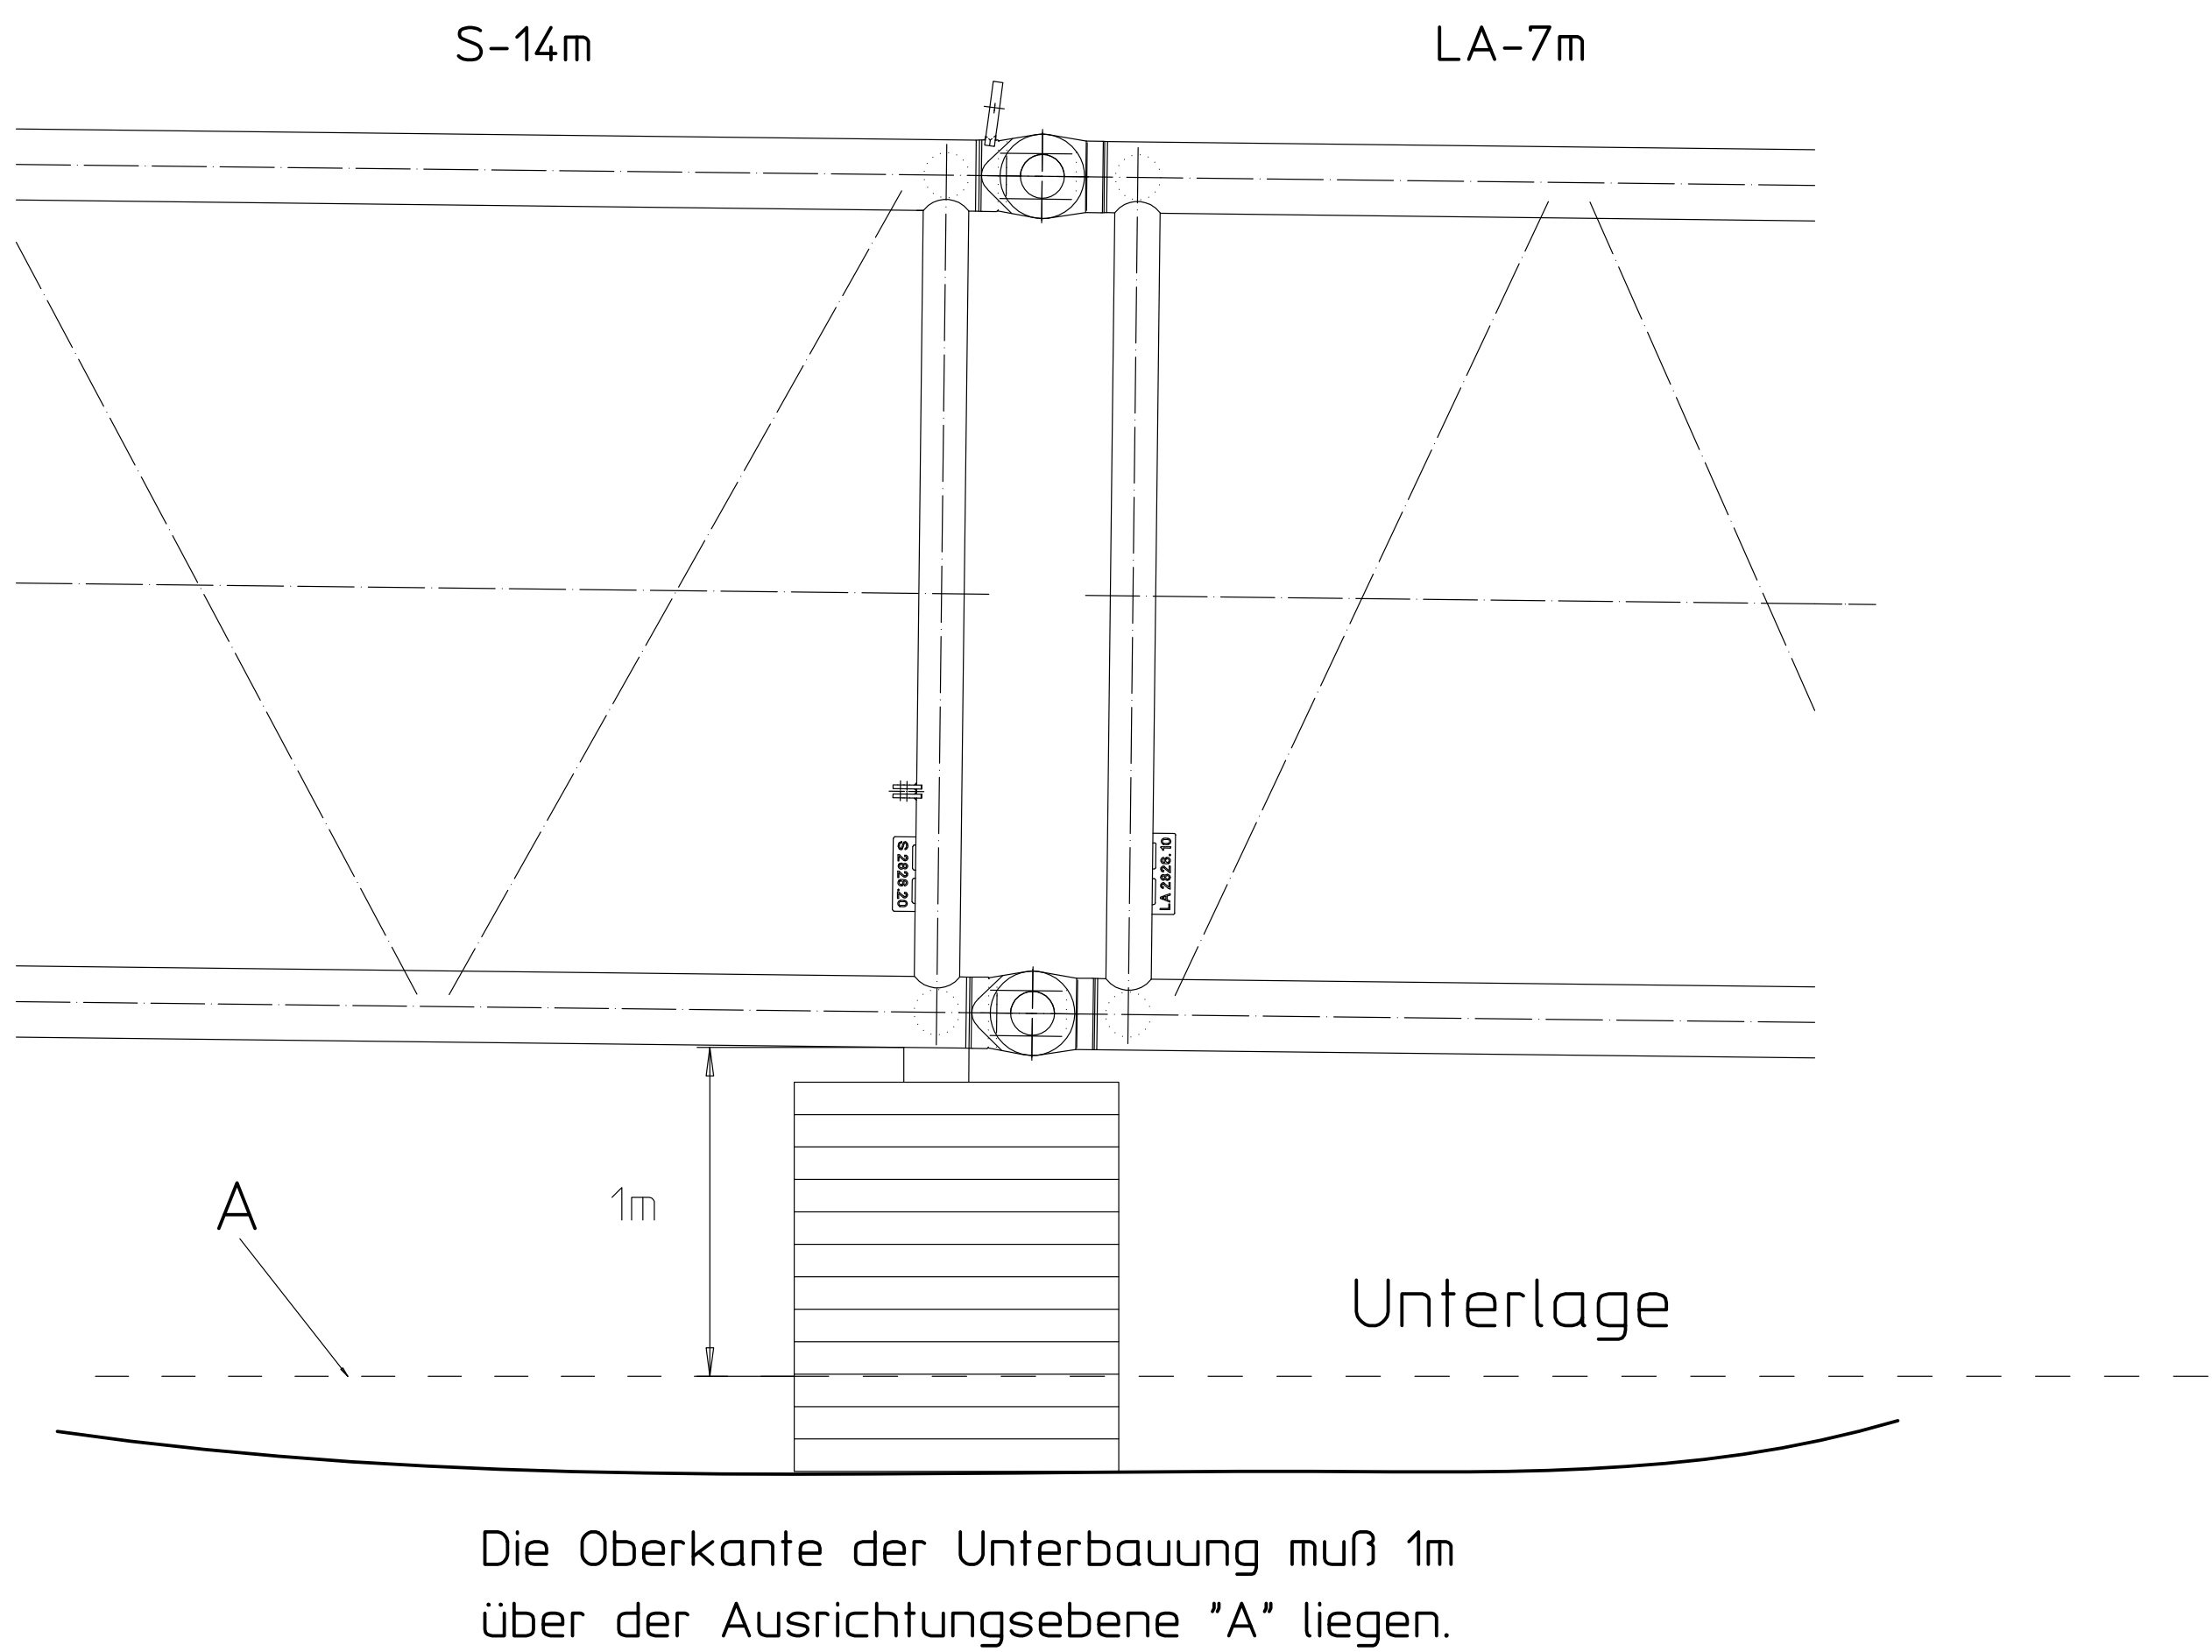 S-14m
LA-7m
S 2828.20
LA 2826.10
1m
A
Unterlage
Die Oberkante der Unterbauung muß 1m
über der Ausrichtungsebene "A" liegen.